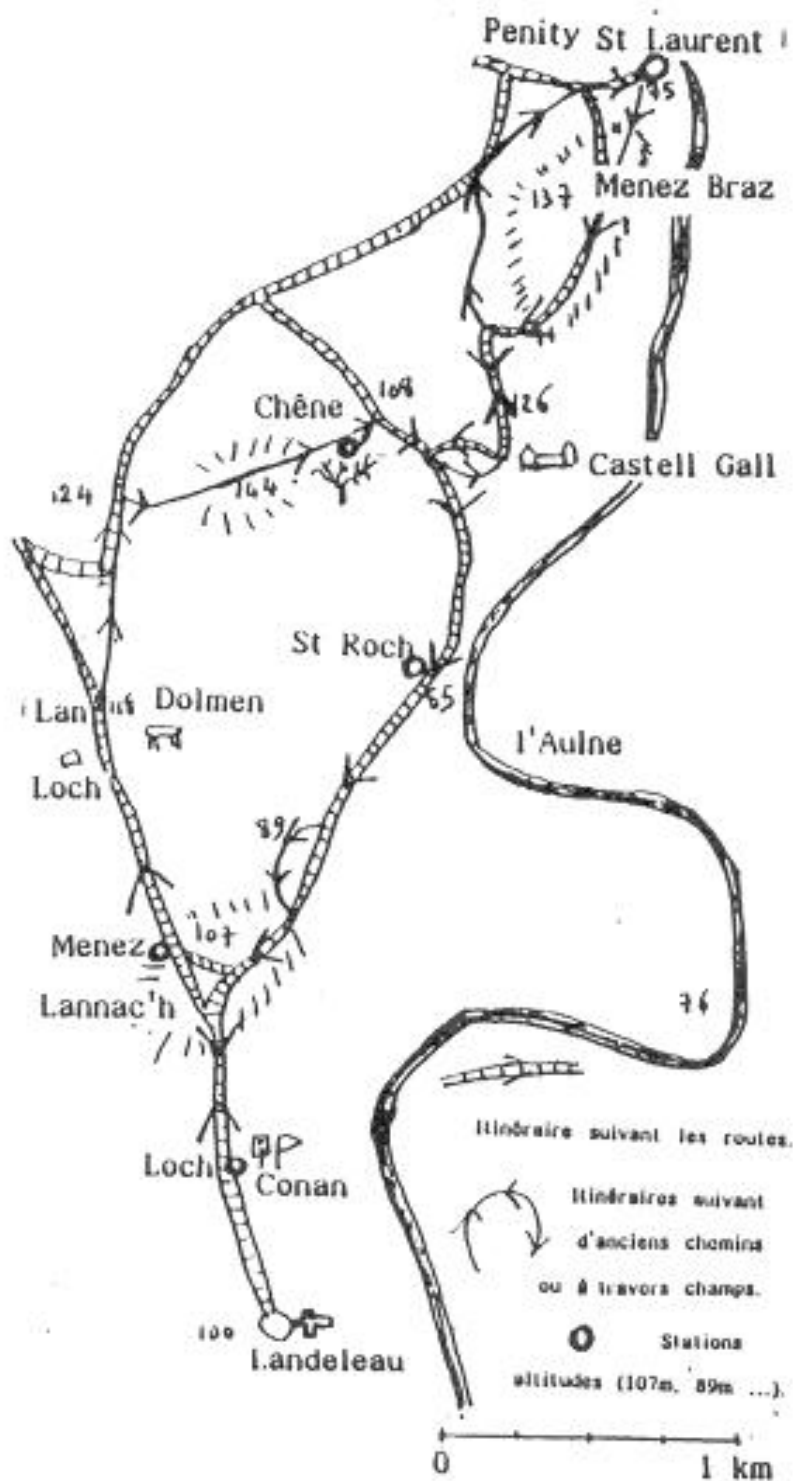 Penity St Laurent
75
137 Menez Braz
108
Chêne
126
144
124
Castell Gall
St Roch
65
Lan 118 Dolmen
l'Aulne
Loch
89
107
Menez
Lannac'h
76
Itinéraire suivant les routes.
Loch
Conan
Itinéraires suivant
d'anciens chemins
ou à travers champs.
100
Landeleau
Stations
altitudes (107m, 89m ...).
0 1 km